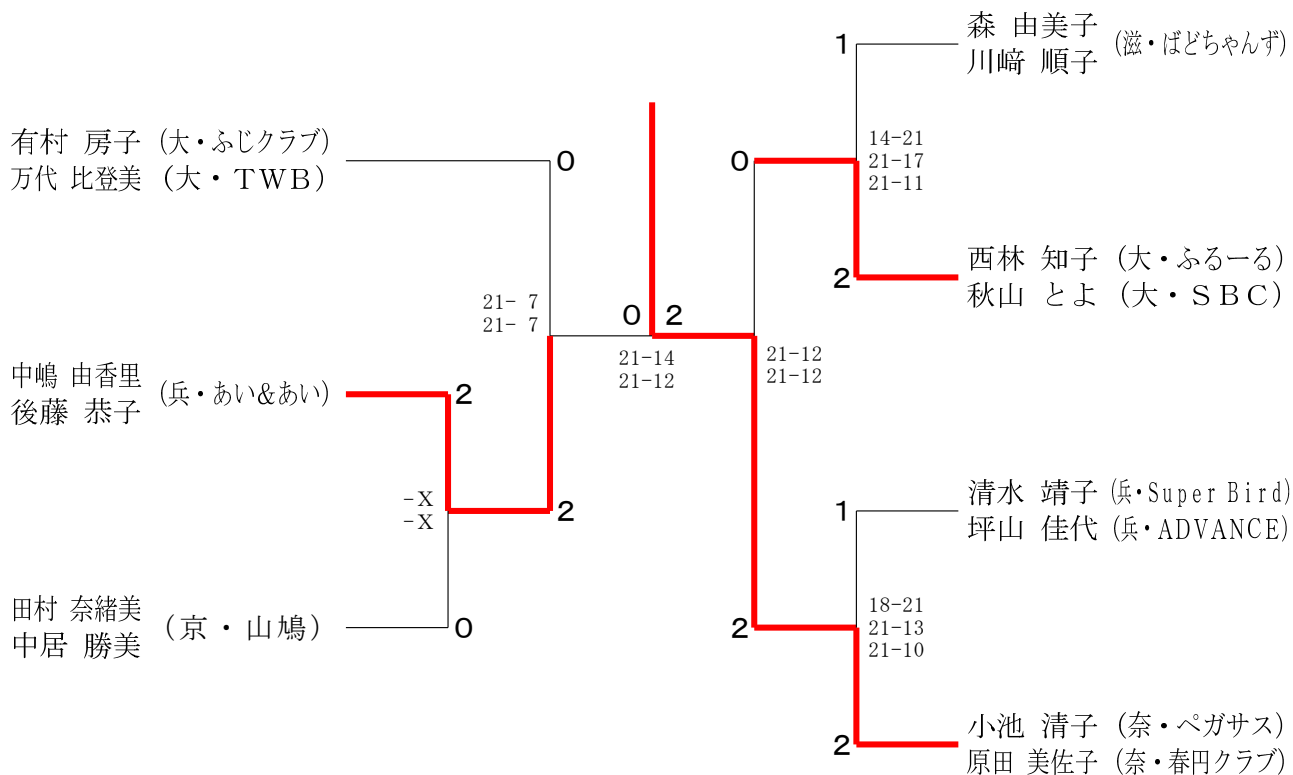 有村 房子 (大・ふじクラブ)
万代 比登美 (大・TWB)
0
21- 7
21- 7
中嶋 由香里
後藤 恭子
(兵・あい&あい)
2
-X
-X
2
田村 奈緒美
中居 勝美
(京・山鳩)
0
0 2
21-14
21-12
森 由美子
川﨑 順子
(滋・ばどちゃんず)
1
14-21
21-17
21-11
0
西林 知子 (大・ふるーる)
秋山 とよ (大・SBC)
2
21-12
21-12
清水 靖子 (兵・Super Bird)
坪山 佳代 (兵・ADVANCE)
1
18-21
21-13
21-10
2
小池 清子 (奈・ペガサス)
原田 美佐子 (奈・春円クラブ)
2